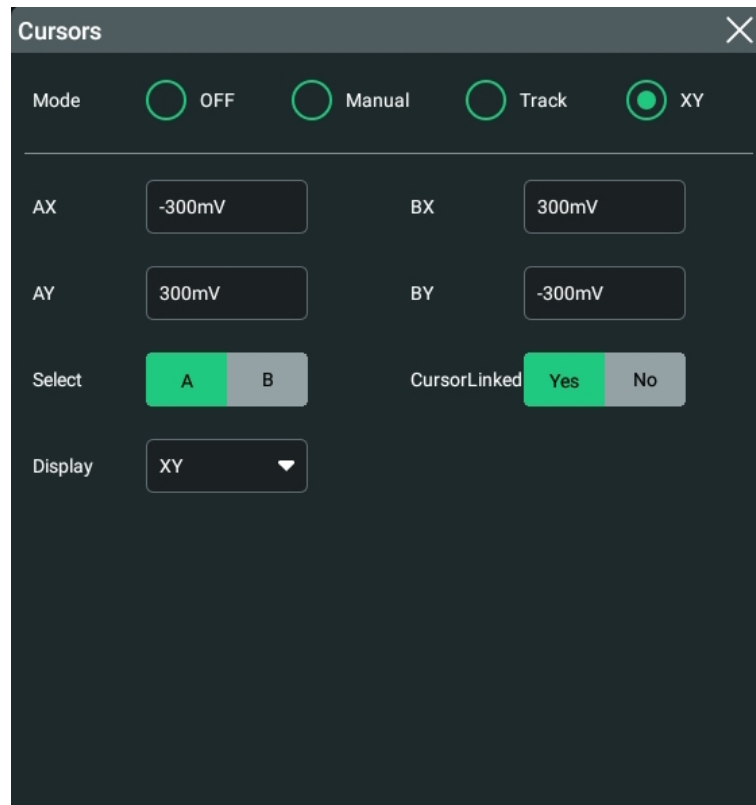 Cursors
Mode OFF Manual Track XY
AX -300mV BX 300mV
AY 300mV BY -300mV
Select A B CursorLinked Yes No
Display XY